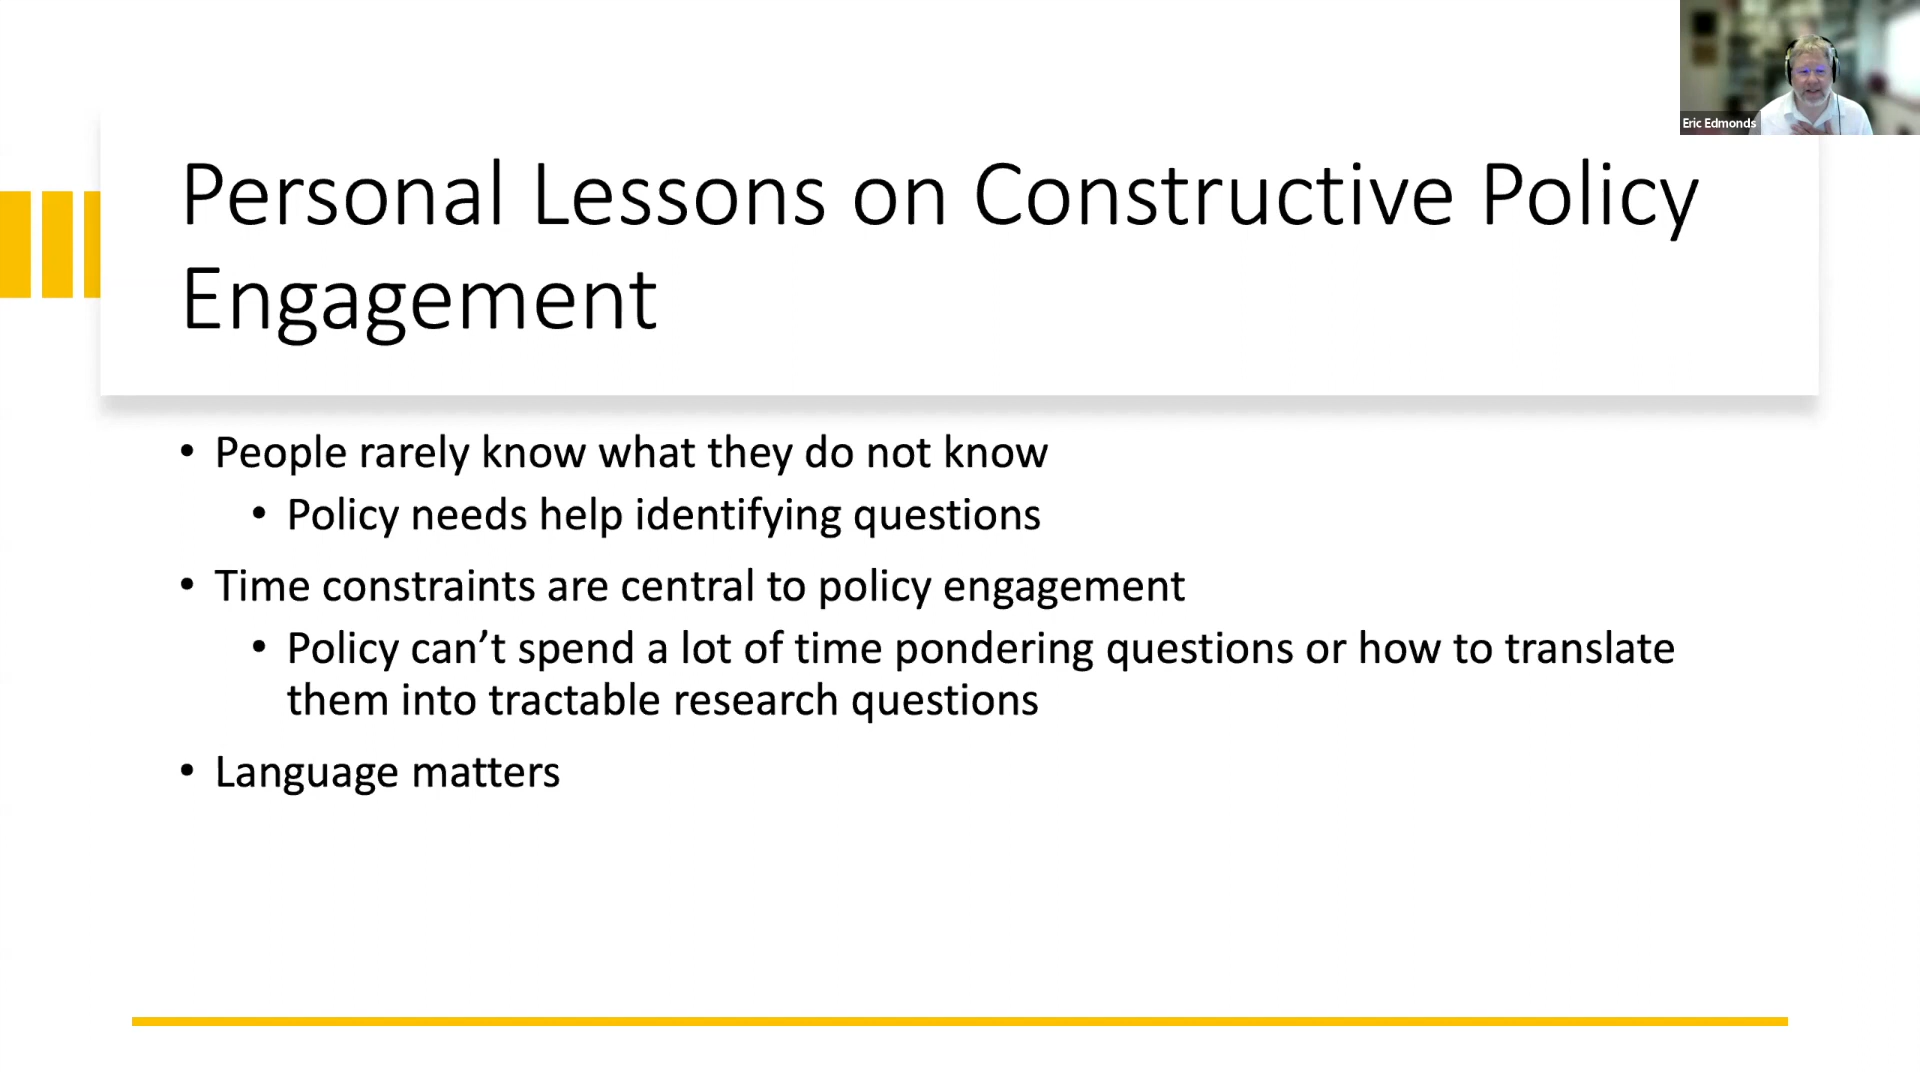 Eric Edmonds
Personal Lessons on Constructive Policy
Engagement
• People rarely know what they do not know
• Policy needs help identifying questions
• Time constraints are central to policy engagement
• Policy can’t spend a lot of time pondering questions or how to translate
them into tractable research questions
• Language matters